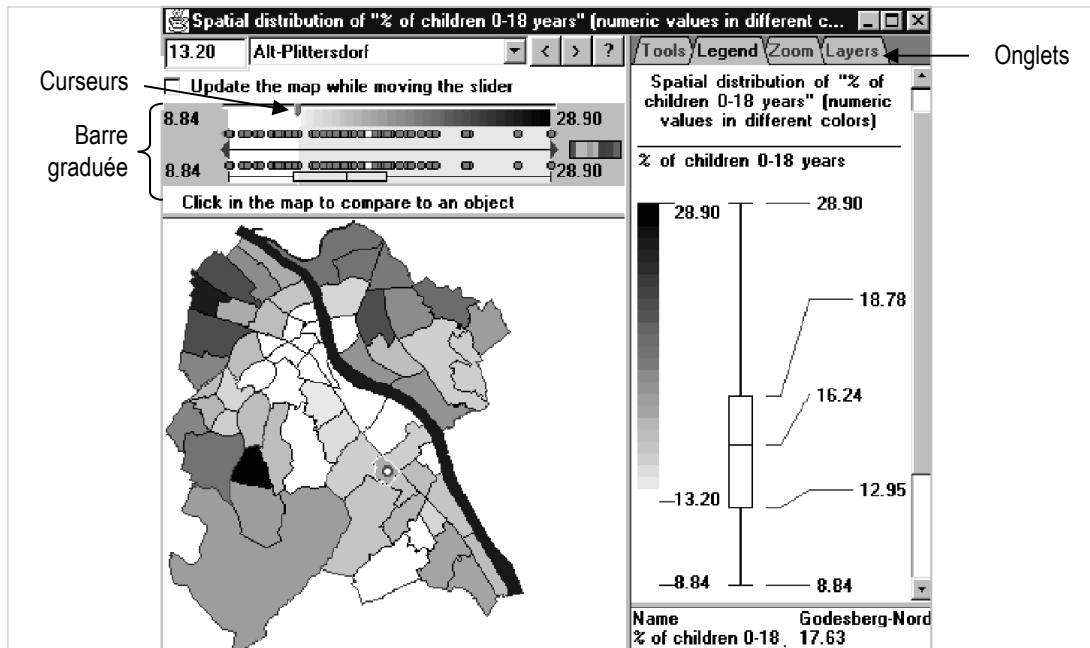 Spatial distribution of "% of children 0-18 years" (numeric values in different c...
13.20 Alt-Plittersdorf < > ?
Update the map while moving the slider
8.84 28.90
8.84 28.90
Click in the map to compare to an object
Curseurs
Barre
graduée
Onglets
Tools Legend Zoom Layers
Spatial distribution of "% of
children 0-18 years" (numeric
values in different colors)
% of children 0-18 years
28.90 28.90
18.78
16.24
13.20 12.95
8.84 8.84
Name Godesberg-Nord
% of children 0-18 . 17.63